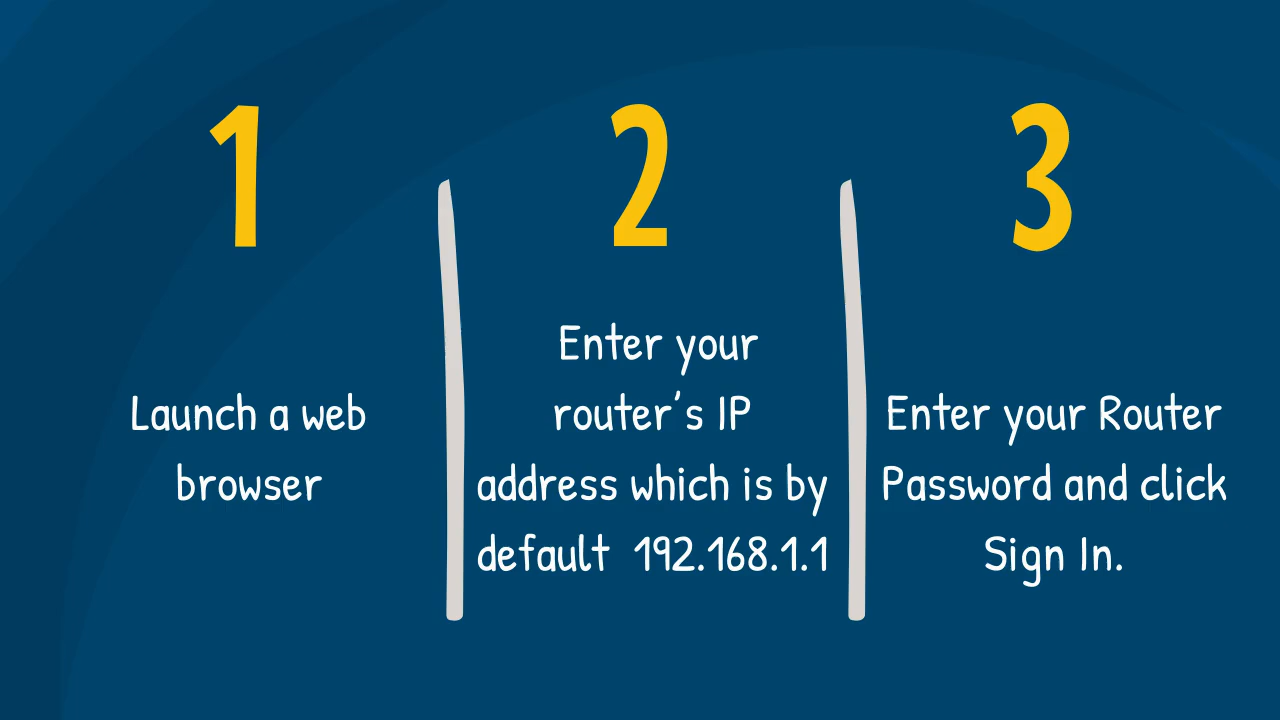 1
Launch a web
browser
2
Enter your
router's IP
address which is by
default 192.168.1.1
3
Enter your Router
Password and click
Sign In.